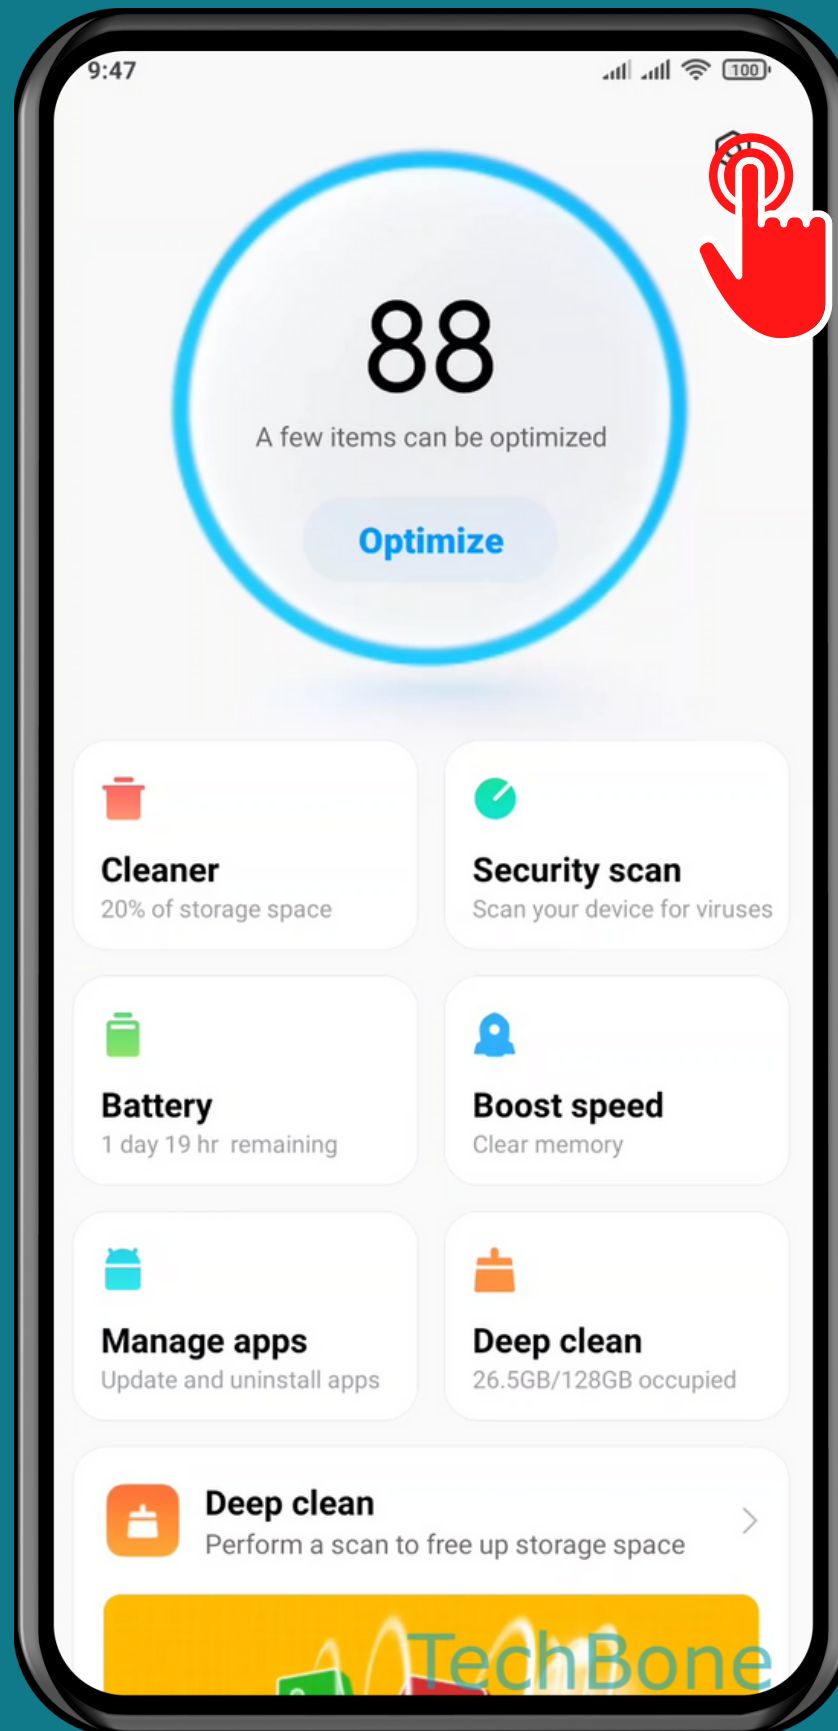 9:47
100
88
A few items can be optimized
Optimize
Cleaner
20% of storage space
Security scan
Scan your device for viruses
Battery
1 day 19 hr remaining
Boost speed
Clear memory
Manage apps
Update and uninstall apps
Deep clean
26.5GB/128GB occupied
Deep clean
Perform a scan to free up storage space
TechBone